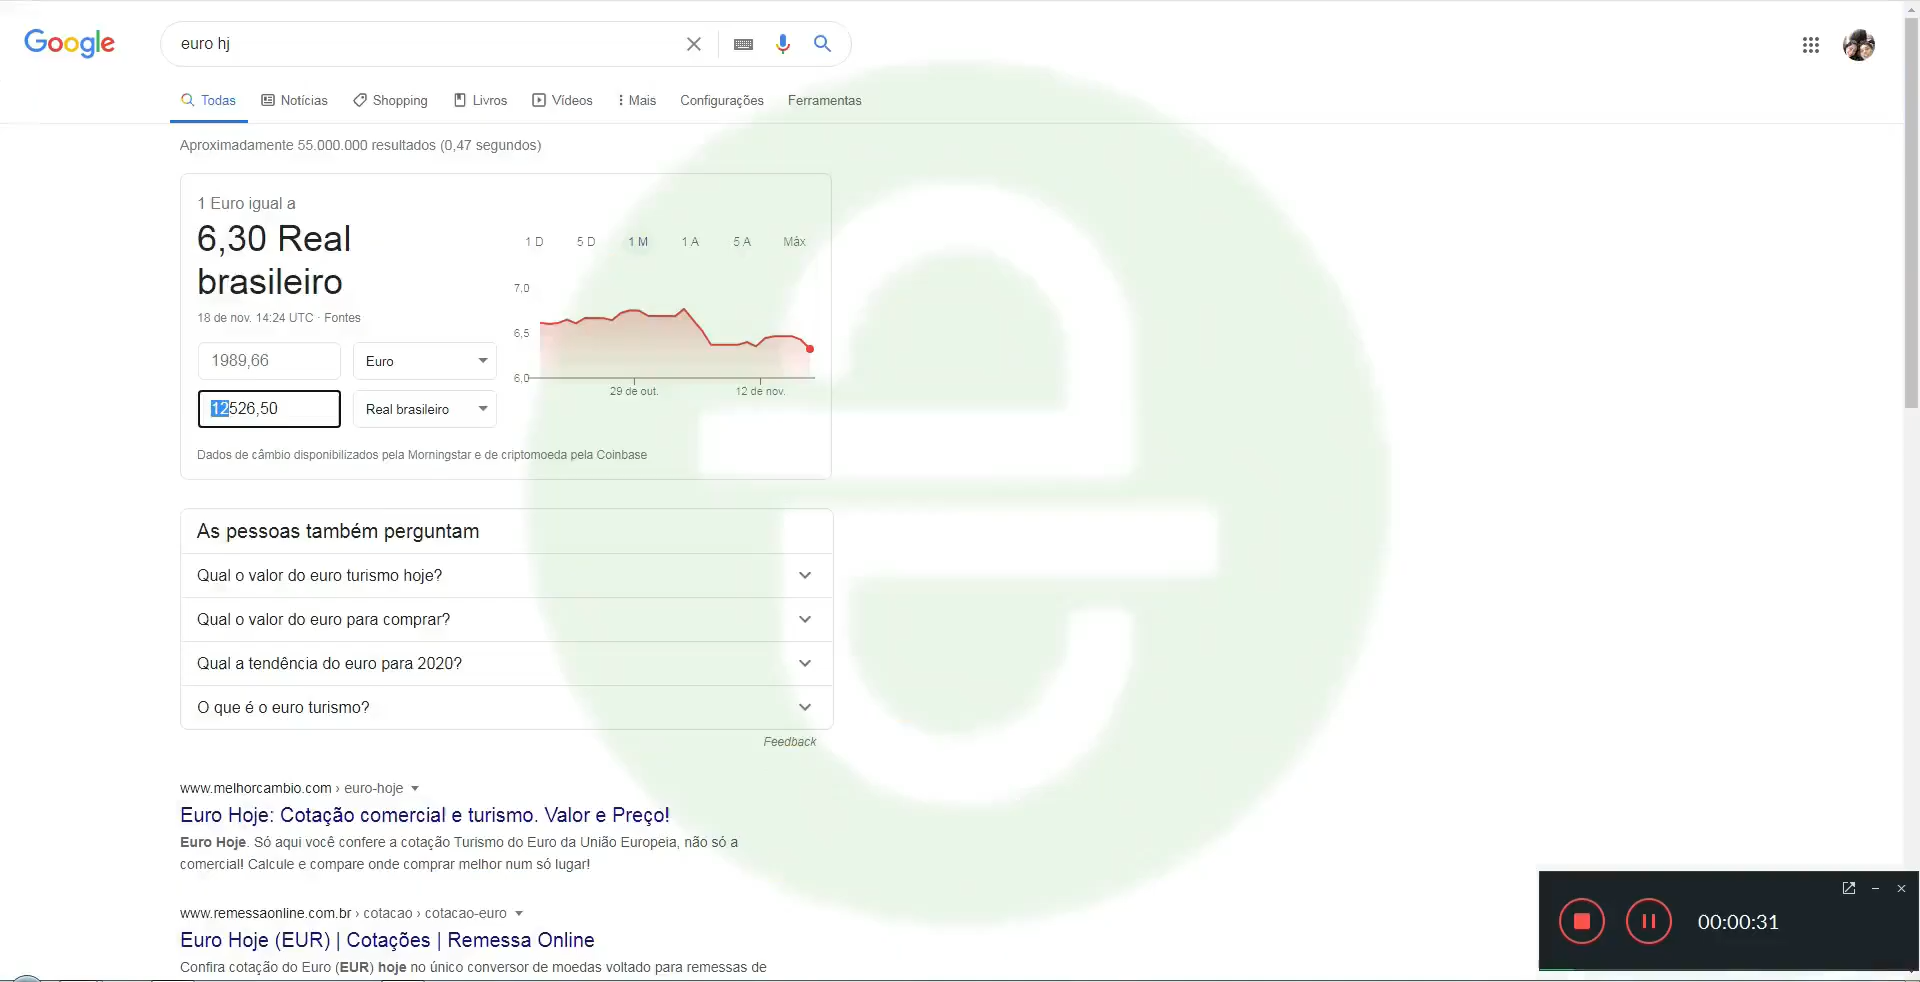 Google
euro hj
Todas Notícias Shopping Livros Vídeos Mais Configurações Ferramentas
Aproximadamente 55.000.000 resultados (0,47 segundos)
1 Euro igual a
6,30 Real
brasileiro
18 de nov. 14:24 UTC · Fontes
1989,66 Euro
12526,50 Real brasileiro
1 D 5 D 1 M 1 A 5 A Máx
7,0
6,5
6,0
29 de out. 12 de nov.
Dados de câmbio disponibilizados pela Morningstar e de criptomoeda pela Coinbase
As pessoas também perguntam
Qual o valor do euro turismo hoje?
Qual o valor do euro para comprar?
Qual a tendência do euro para 2020?
O que é o euro turismo?
Feedback
www.melhorcambio.com › euro-hoje
Euro Hoje: Cotação comercial e turismo. Valor e Preço!
Euro Hoje. Só aqui você confere a cotação Turismo do Euro da União Europeia, não só a
comercial! Calcule e compare onde comprar melhor num só lugar!
www.remessaonline.com.br › cotacao › cotacao-euro
Euro Hoje (EUR) | Cotações | Remessa Online
Confira cotação do Euro (EUR) hoje no único conversor de moedas voltado para remessas de
00:00:31